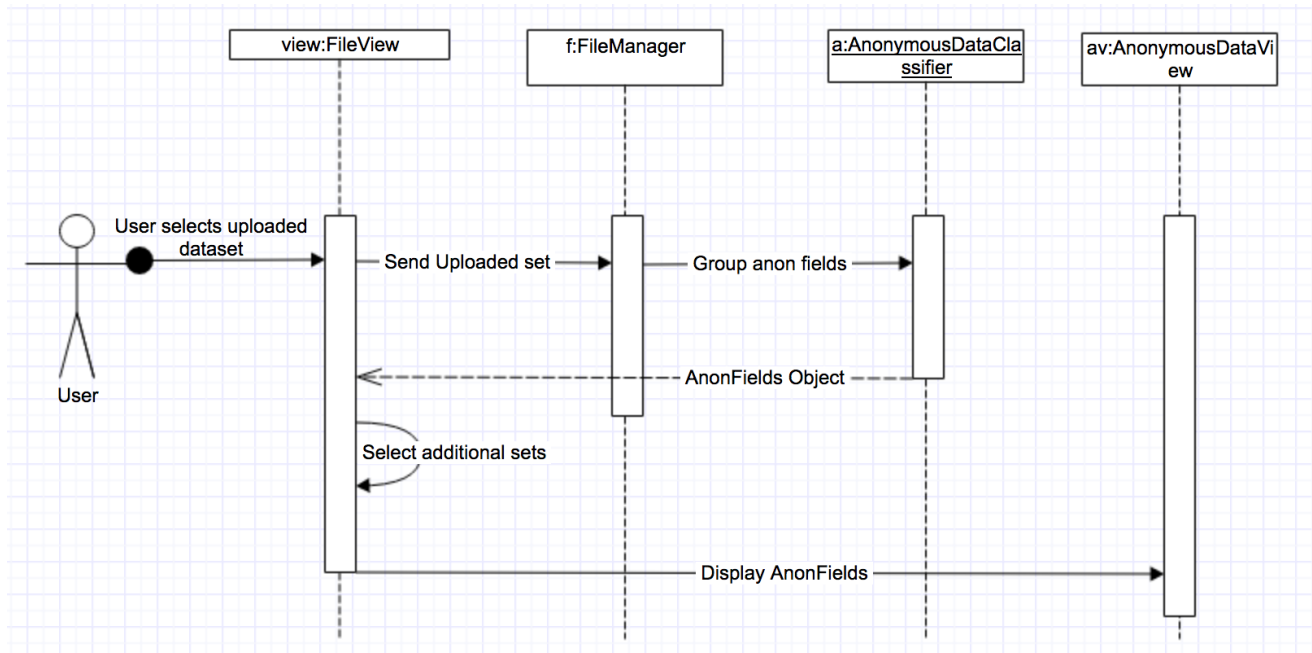 view:FileView
f:FileManager
a:AnonymousDataCla
ssifier
av:AnonymousDataVi
ew
User selects uploaded
dataset
Send Uploaded set
Group anon fields
AnonFields Object
User
Select additional sets
Display AnonFields